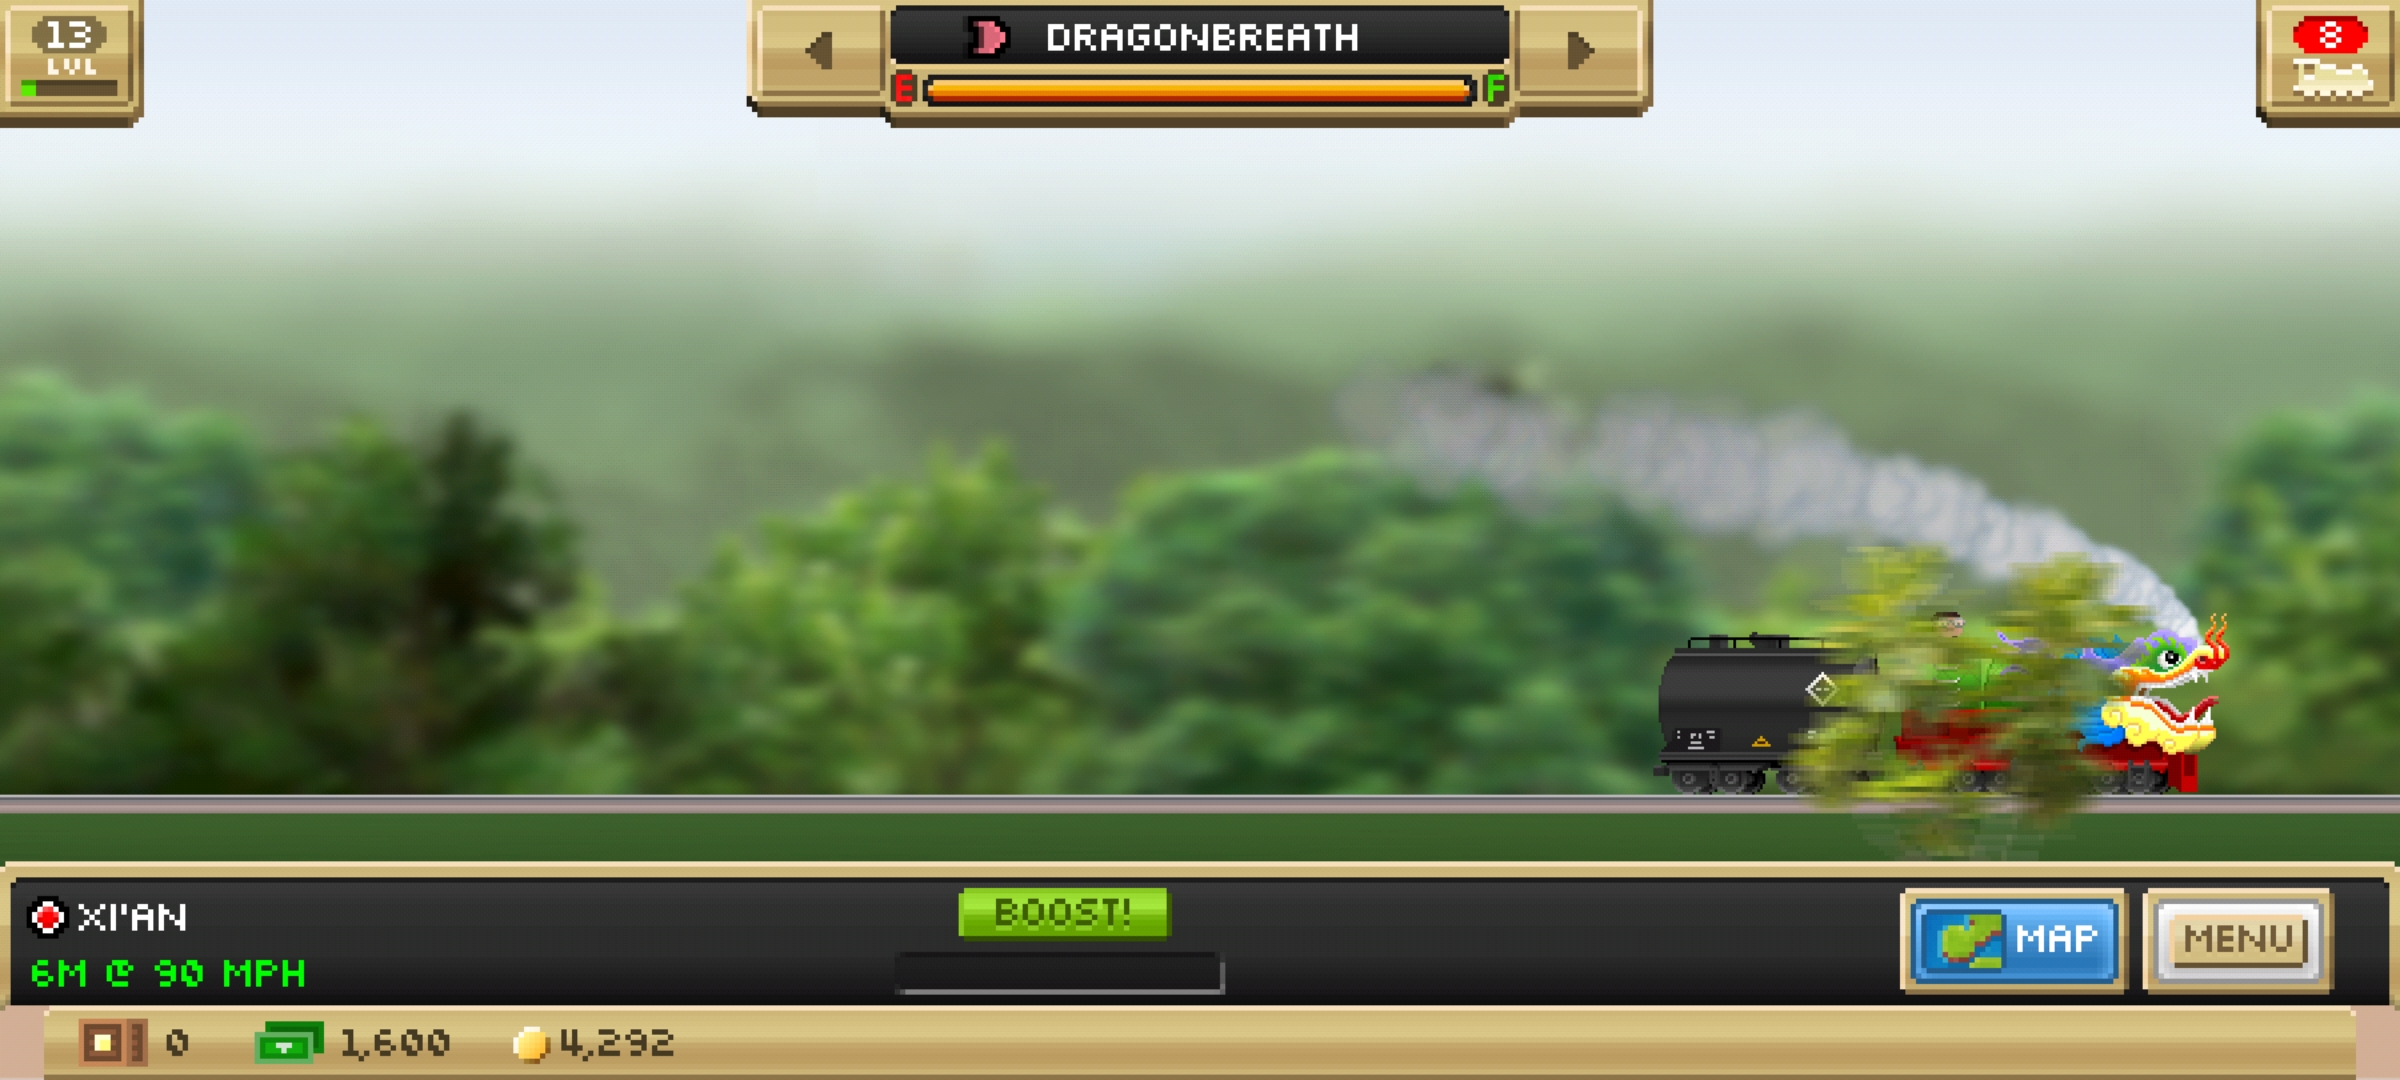 13
LVL
DRAGONBREATH
E F
8
XI'AN
6M @ 90 MPH
BOOST!
MAP
MENU
0 1,600 4,292